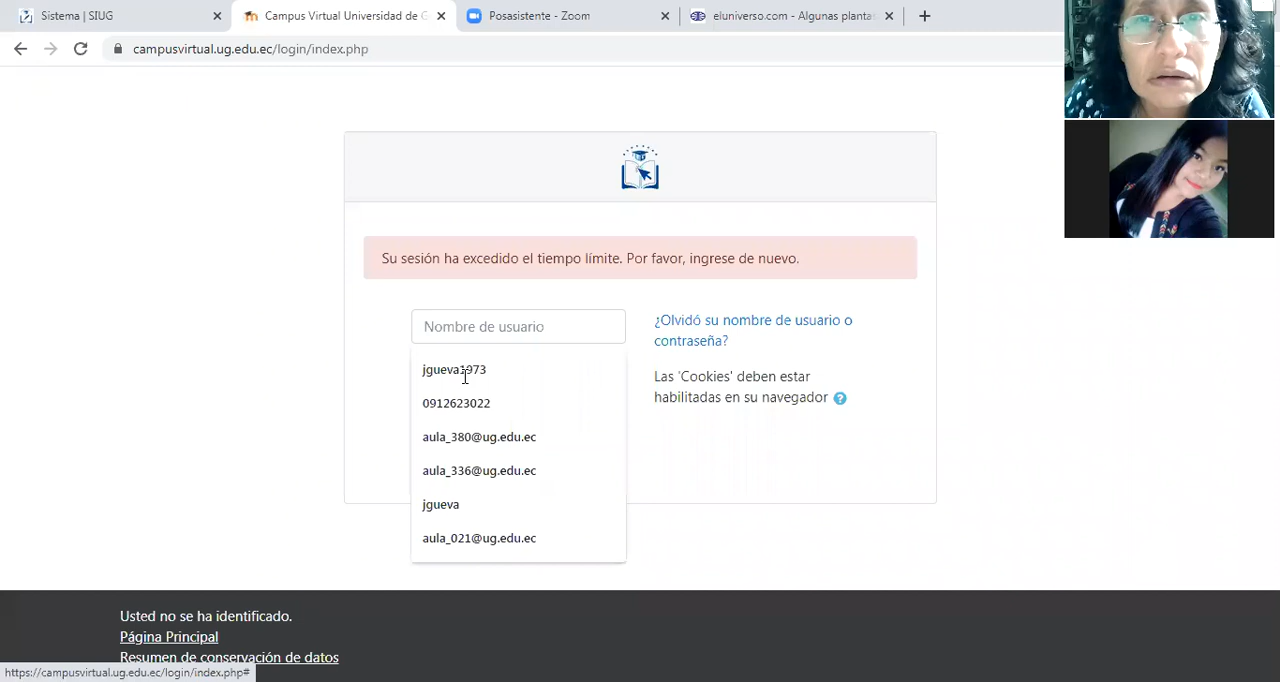 Sistema | SIUG
Campus Virtual Universidad de G
Posasistente - Zoom
eluniverso.com - Algunas planta
campusvirtual.ug.edu.ec/login/index.php
Su sesión ha excedido el tiempo límite. Por favor, ingrese de nuevo.
Nombre de usuario
jgueva1973
0912623022
aula_380@ug.edu.ec
aula_336@ug.edu.ec
jgueva
aula_021@ug.edu.ec
¿Olvidó su nombre de usuario o
contraseña?
Las 'Cookies' deben estar
habilitadas en su navegador
Usted no se ha identificado.
Página Principal
Resumen de conservación de datos
https://campusvirtual.ug.edu.ec/login/index.php#